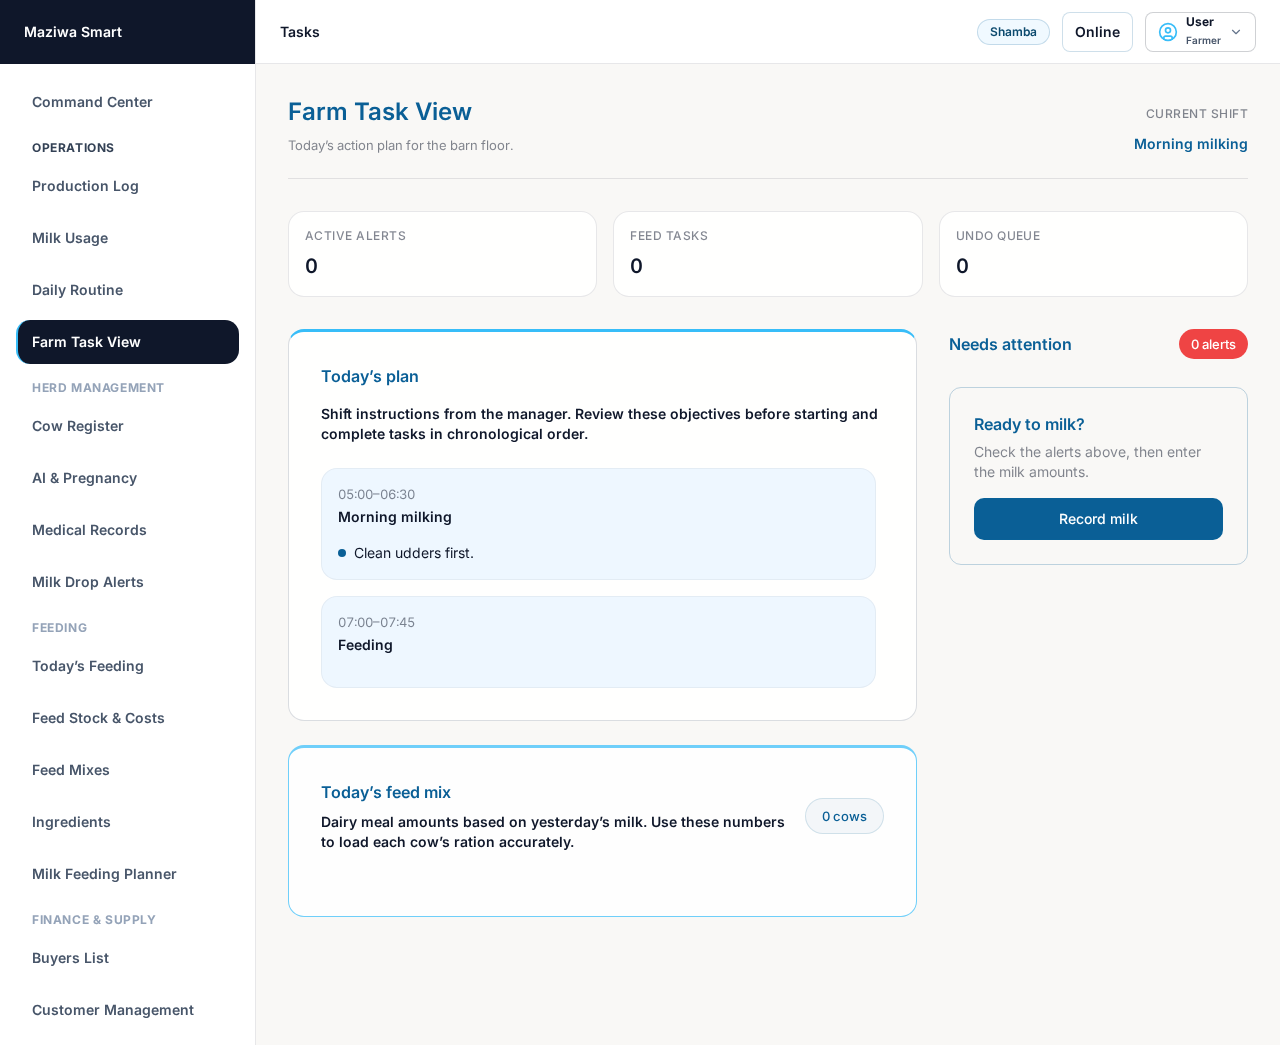 Maziwa Smart
Tasks
Shamba
Online
User
Farmer
Command Center
OPERATIONS
Production Log
Milk Usage
Daily Routine
Farm Task View
HERD MANAGEMENT
Cow Register
AI & Pregnancy
Medical Records
Milk Drop Alerts
FEEDING
Today’s Feeding
Feed Stock & Costs
Feed Mixes
Ingredients
Milk Feeding Planner
FINANCE & SUPPLY
Buyers List
Customer Management
Farm Task View
Today’s action plan for the barn floor.
CURRENT SHIFT
Morning milking
ACTIVE ALERTS
0
FEED TASKS
0
UNDO QUEUE
0
Today’s plan
Shift instructions from the manager. Review these objectives before starting and
complete tasks in chronological order.
05:00–06:30
Morning milking
Clean udders first.
07:00–07:45
Feeding
Today’s feed mix
Dairy meal amounts based on yesterday’s milk. Use these numbers
to load each cow’s ration accurately.
0 cows
Needs attention
0 alerts
Ready to milk?
Check the alerts above, then enter
the milk amounts.
Record milk